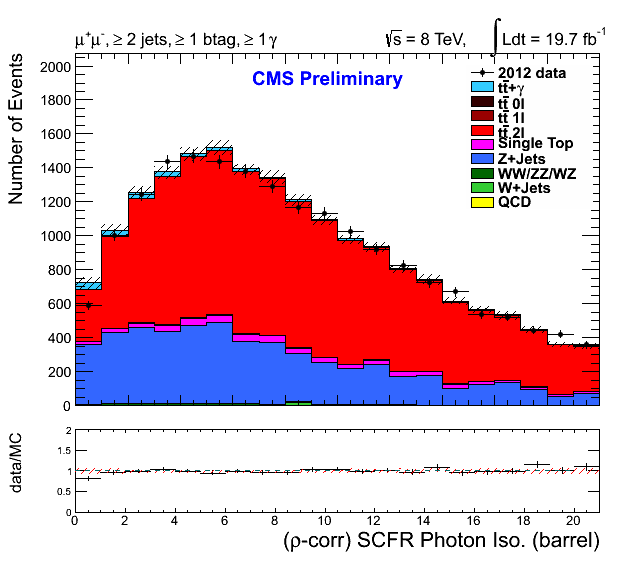 μ⁺μ⁻, ≥ 2 jets, ≥ 1 btag, ≥ 1 γ
√s = 8 TeV, ∫ Ldt = 19.7 fb⁻¹
CMS Preliminary
2012 data
tt̄+γ
tt̄ 0l
tt̄ 1l
tt̄ 2l
Single Top
Z+Jets
WW/ZZ/WZ
W+Jets
QCD
Number of Events
2000
1800
1600
1400
1200
1000
800
600
400
200
0
data/MC
2
1.5
1
0.5
0
0 2 4 6 8 10 12 14 16 18 20
(ρ-corr) SCFR Photon Iso. (barrel)